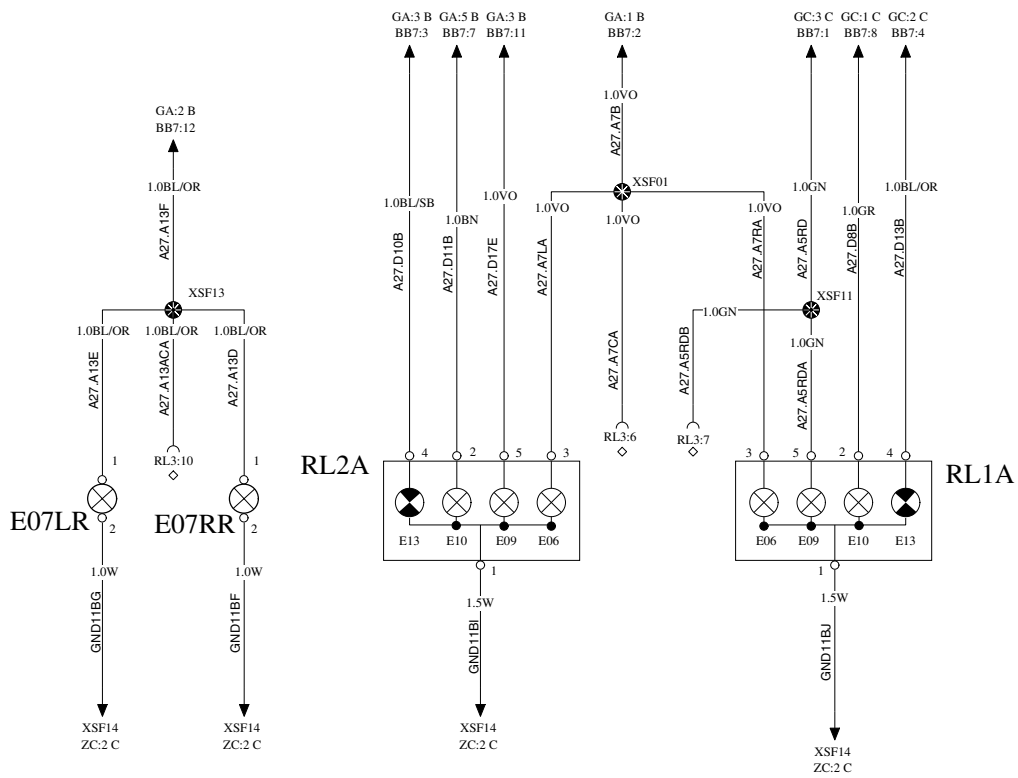 GA:3 B
BB7:3
GA:5 B
BB7:7
GA:3 B
BB7:11
GA:1 B
BB7:2
GC:3 C
BB7:1
GC:1 C
BB7:8
GC:2 C
BB7:4
GA:2 B
BB7:12
1.0VO
A27.A7B
XSF01
1.0BL/OR
A27.A13F
1.0BL/SB
A27.D10B
1.0BN
A27.D11B
1.0VO
A27.D17E
1.0VO
A27.A7LA
1.0VO
A27.A7CA
1.0VO
A27.A7RA
1.0GN
A27.A5RD
1.0GR
A27.D8B
1.0BL/OR
A27.D13B
XSF13
XSF11
1.0BL/OR
1.0BL/OR
1.0BL/OR
A27.A13E
A27.A13ACA
A27.A13D
1.0GN
A27.A5RDB
1.0GN
A27.A5RDA
RL3:6
RL3:7
1
RL3:10
1
RL2A
4
2
5
3
3
5
2
4
RL1A
E07LR
2
E07RR
2
E13
E10
E09
E06
E06
E09
E10
E13
1
1
1.0W
GND11BG
1.0W
GND11BF
1.5W
GND11BI
1.5W
GND11BJ
XSF14
ZC:2 C
XSF14
ZC:2 C
XSF14
ZC:2 C
XSF14
ZC:2 C